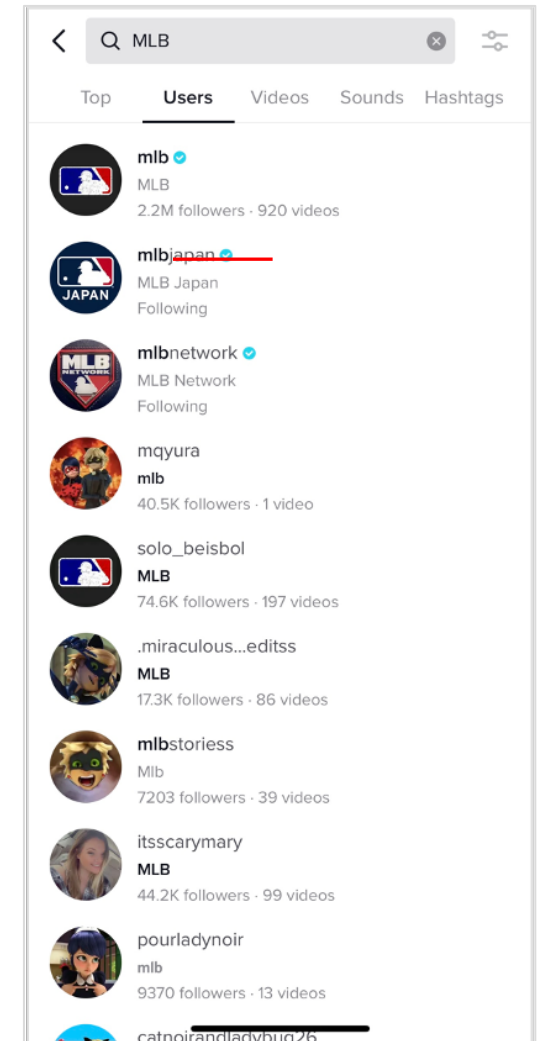 MLB
Top Users Videos Sounds Hashtags
mlb
MLB
2.2M followers · 920 videos
JAPAN
mlbjapan
MLB Japan
Following
MLB
NETWORK
mlbnetwork
MLB Network
Following
mqyura
mlb
40.5K followers · 1 video
solo_beisbol
MLB
74.6K followers · 197 videos
.miraculous...editss
MLB
17.3K followers · 86 videos
mlbstoriess
Mlb
7203 followers · 39 videos
itsscarymary
MLB
44.2K followers · 99 videos
pourladynoir
mlb
9370 followers · 13 videos
catnoirandladybug26